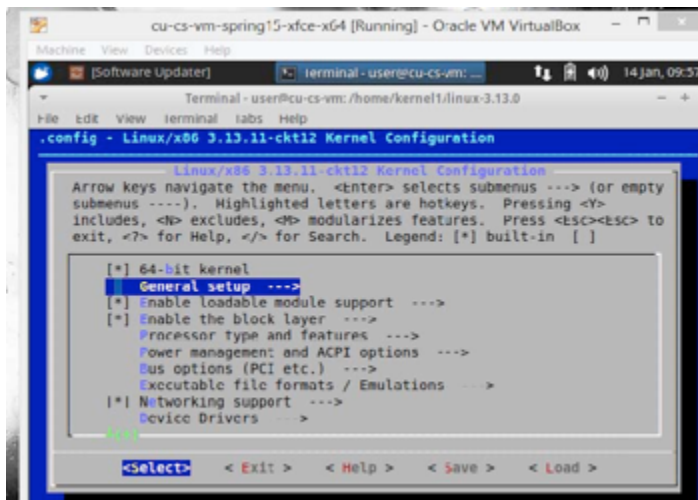 cu-cs-vm-spring15-xfce-x64 [Running] - Oracle VM VirtualBox
Machine View Devices Help
[Software Updater] Terminal - user@cu-cs-vm: ... 14 Jan, 09:57
Terminal - user@cu-cs-vm: /home/kernel1/linux-3.13.0
File Edit View Terminal Tabs Help
.config - Linux/x86 3.13.11-ckt12 Kernel Configuration
Linux/x86 3.13.11-ckt12 Kernel Configuration
Arrow keys navigate the menu. <Enter> selects submenus ---> (or empty
submenus ----). Highlighted letters are hotkeys. Pressing <Y>
includes, <N> excludes, <M> modularizes features. Press <Esc><Esc> to
exit, <?> for Help, </> for Search. Legend: [*] built-in [ ]
[*] 64-bit kernel
General setup --->
[*] Enable loadable module support --->
[*] Enable the block layer --->
Processor type and features --->
Power management and ACPI options --->
Bus options (PCI etc.) --->
Executable file formats / Emulations --->
[*] Networking support --->
Device Drivers --->
<Select> < Exit > < Help > < Save > < Load >